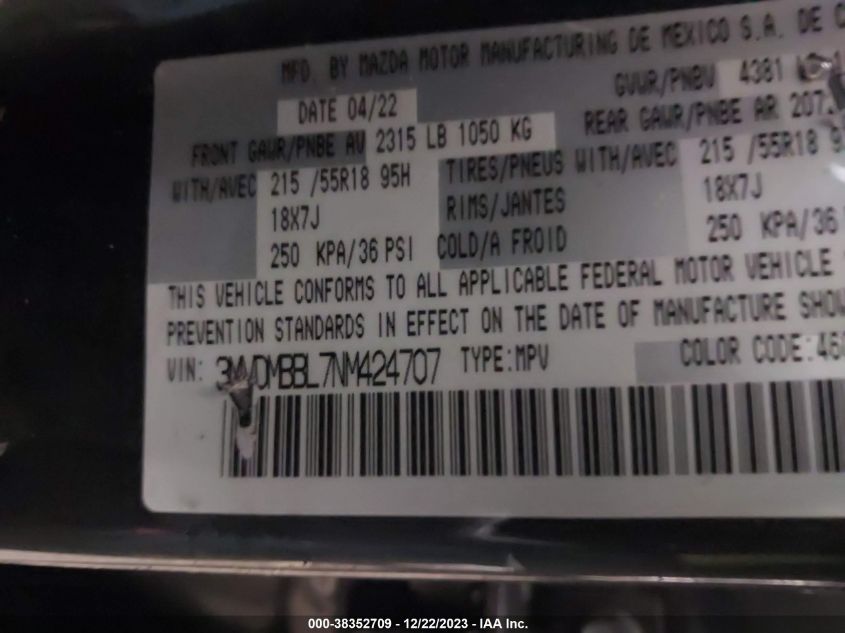 MFD. BY MAZDA MOTOR MANUFACTURING DE MEXICO S.A. DE
DATE 04/22 GVWR/PNBV 4381
FRONT GAWR/PNBE AV 2315 LB 1050 KG REAR GAWR/PNBE AR
WITH/AVEC 215 /55R18 95H TIRES/PNEUS WITH/AVEC 215 /55R18
18X7J RIMS/JANTES 18X7J
250 KPA/36 PSI COLD/A FROID 250 KPA/36
THIS VEHICLE CONFORMS TO ALL APPLICABLE FEDERAL MOTOR VEHICLE
PREVENTION STANDARDS IN EFFECT ON THE DATE OF MANUFACTURE
VIN: 3MVDMBBL7NM424707 TYPE:MPV COLOR CODE:
000-38352709 - 12/22/2023 - IAA Inc.